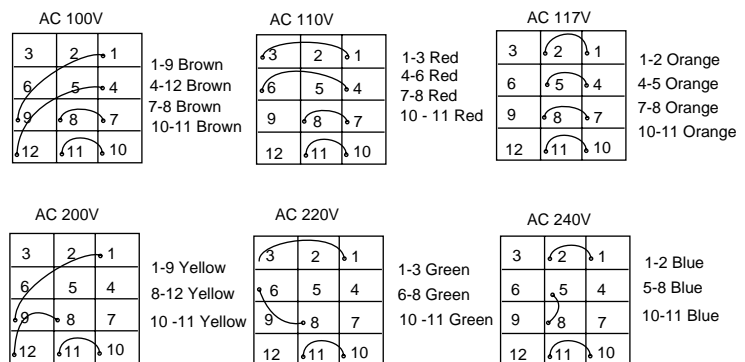 AC 100V
3 2 1
6 5 4
9 8 7
12 11 10
1-9 Brown
4-12 Brown
7-8 Brown
10-11 Brown
AC 110V
3 2 1
6 5 4
9 8 7
12 11 10
1-3 Red
4-6 Red
7-8 Red
10 - 11 Red
AC 117V
3 2 1
6 5 4
9 8 7
12 11 10
1-2 Orange
4-5 Orange
7-8 Orange
10-11 Orange
AC 200V
3 2 1
6 5 4
9 8 7
12 11 10
1-9 Yellow
8-12 Yellow
10 -11 Yellow
AC 220V
3 2 1
6 5 4
9 8 7
12 11 10
1-3 Green
6-8 Green
10 -11 Green
AC 240V
3 2 1
6 5 4
9 8 7
12 11 10
1-2 Blue
5-8 Blue
10-11 Blue